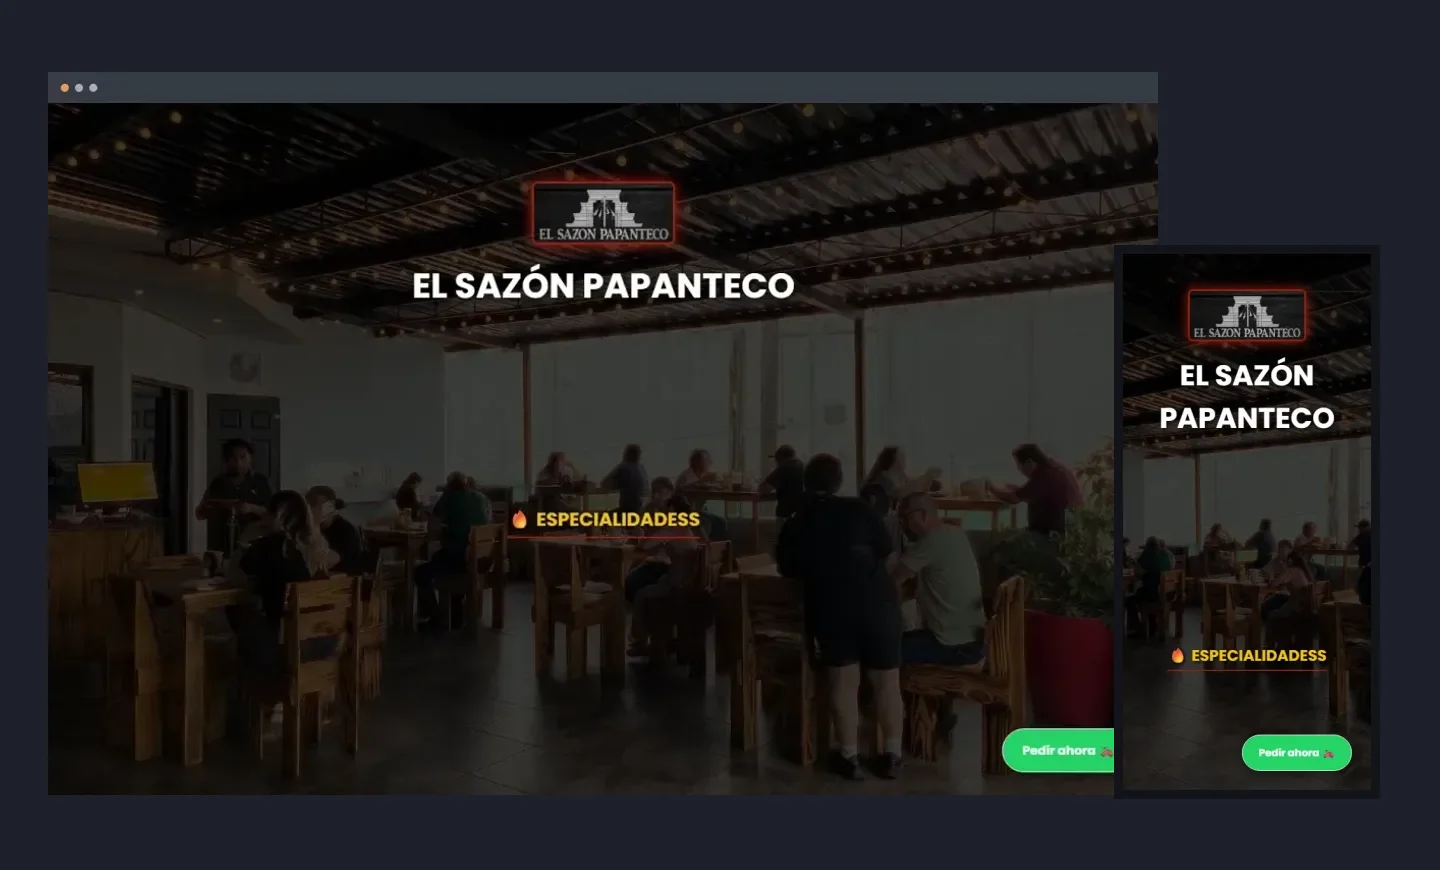 EL SAZON PAPANTECO
EL SAZÓN PAPANTECO
🔥 ESPECIALIDADESS
Pedir ahora
EL SAZON PAPANTECO
EL SAZÓN
PAPANTECO
🔥 ESPECIALIDADESS
Pedir ahora